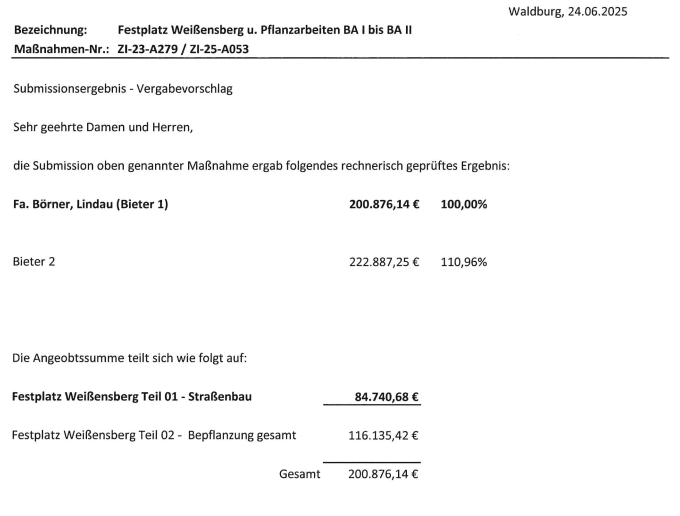 Waldburg, 24.06.2025
Bezeichnung: Festplatz Weißensberg u. Pflanzarbeiten BA I bis BA II
Maßnahmen-Nr.: ZI-23-A279 / ZI-25-A053
Submissionsergebnis - Vergabevorschlag
Sehr geehrte Damen und Herren,
die Submission oben genannter Maßnahme ergab folgendes rechnerisch geprüftes Ergebnis:
Fa. Börner, Lindau (Bieter 1) 200.876,14 € 100,00%
Bieter 2 222.887,25 € 110,96%
Die Angeobtssumme teilt sich wie folgt auf:
Festplatz Weißensberg Teil 01 - Straßenbau 84.740,68 €
Festplatz Weißensberg Teil 02 - Bepflanzung gesamt 116.135,42 €
Gesamt 200.876,14 €